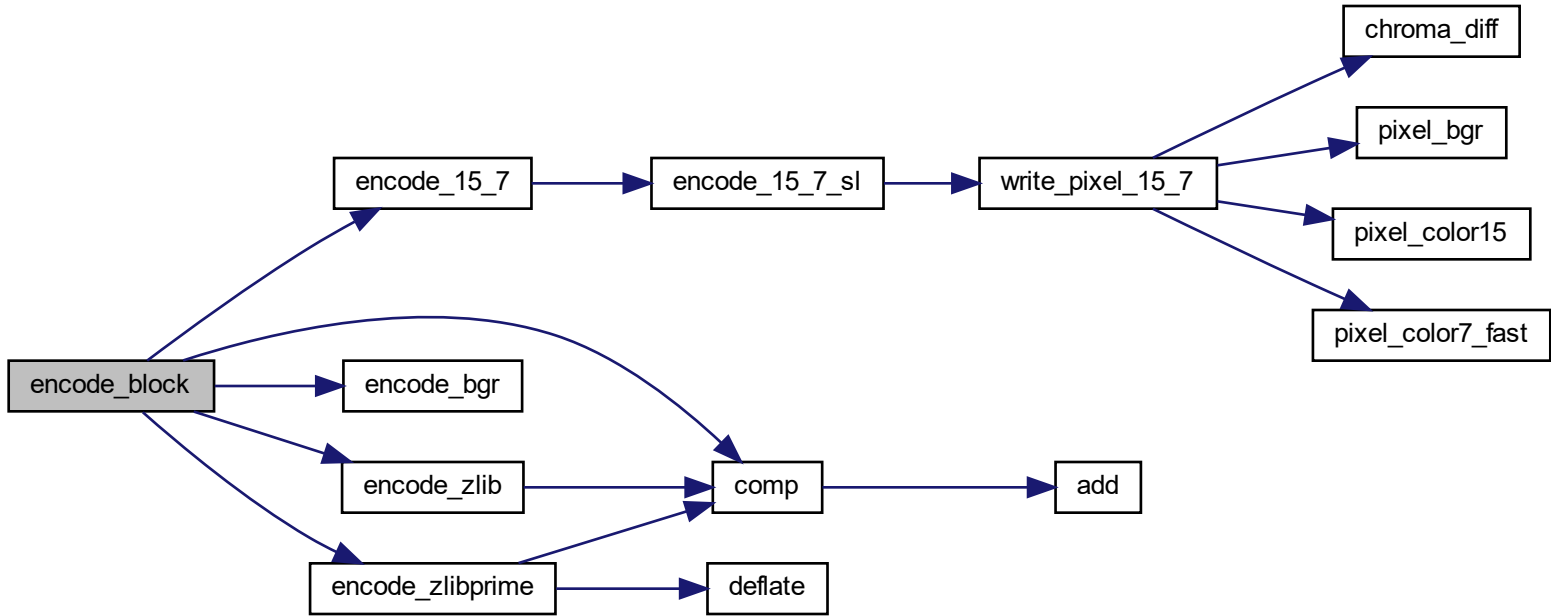 chroma_diff
pixel_bgr
encode_15_7
encode_15_7_sl
write_pixel_15_7
pixel_color15
pixel_color7_fast
encode_block
encode_bgr
encode_zlib
comp
add
encode_zlibprime
deflate